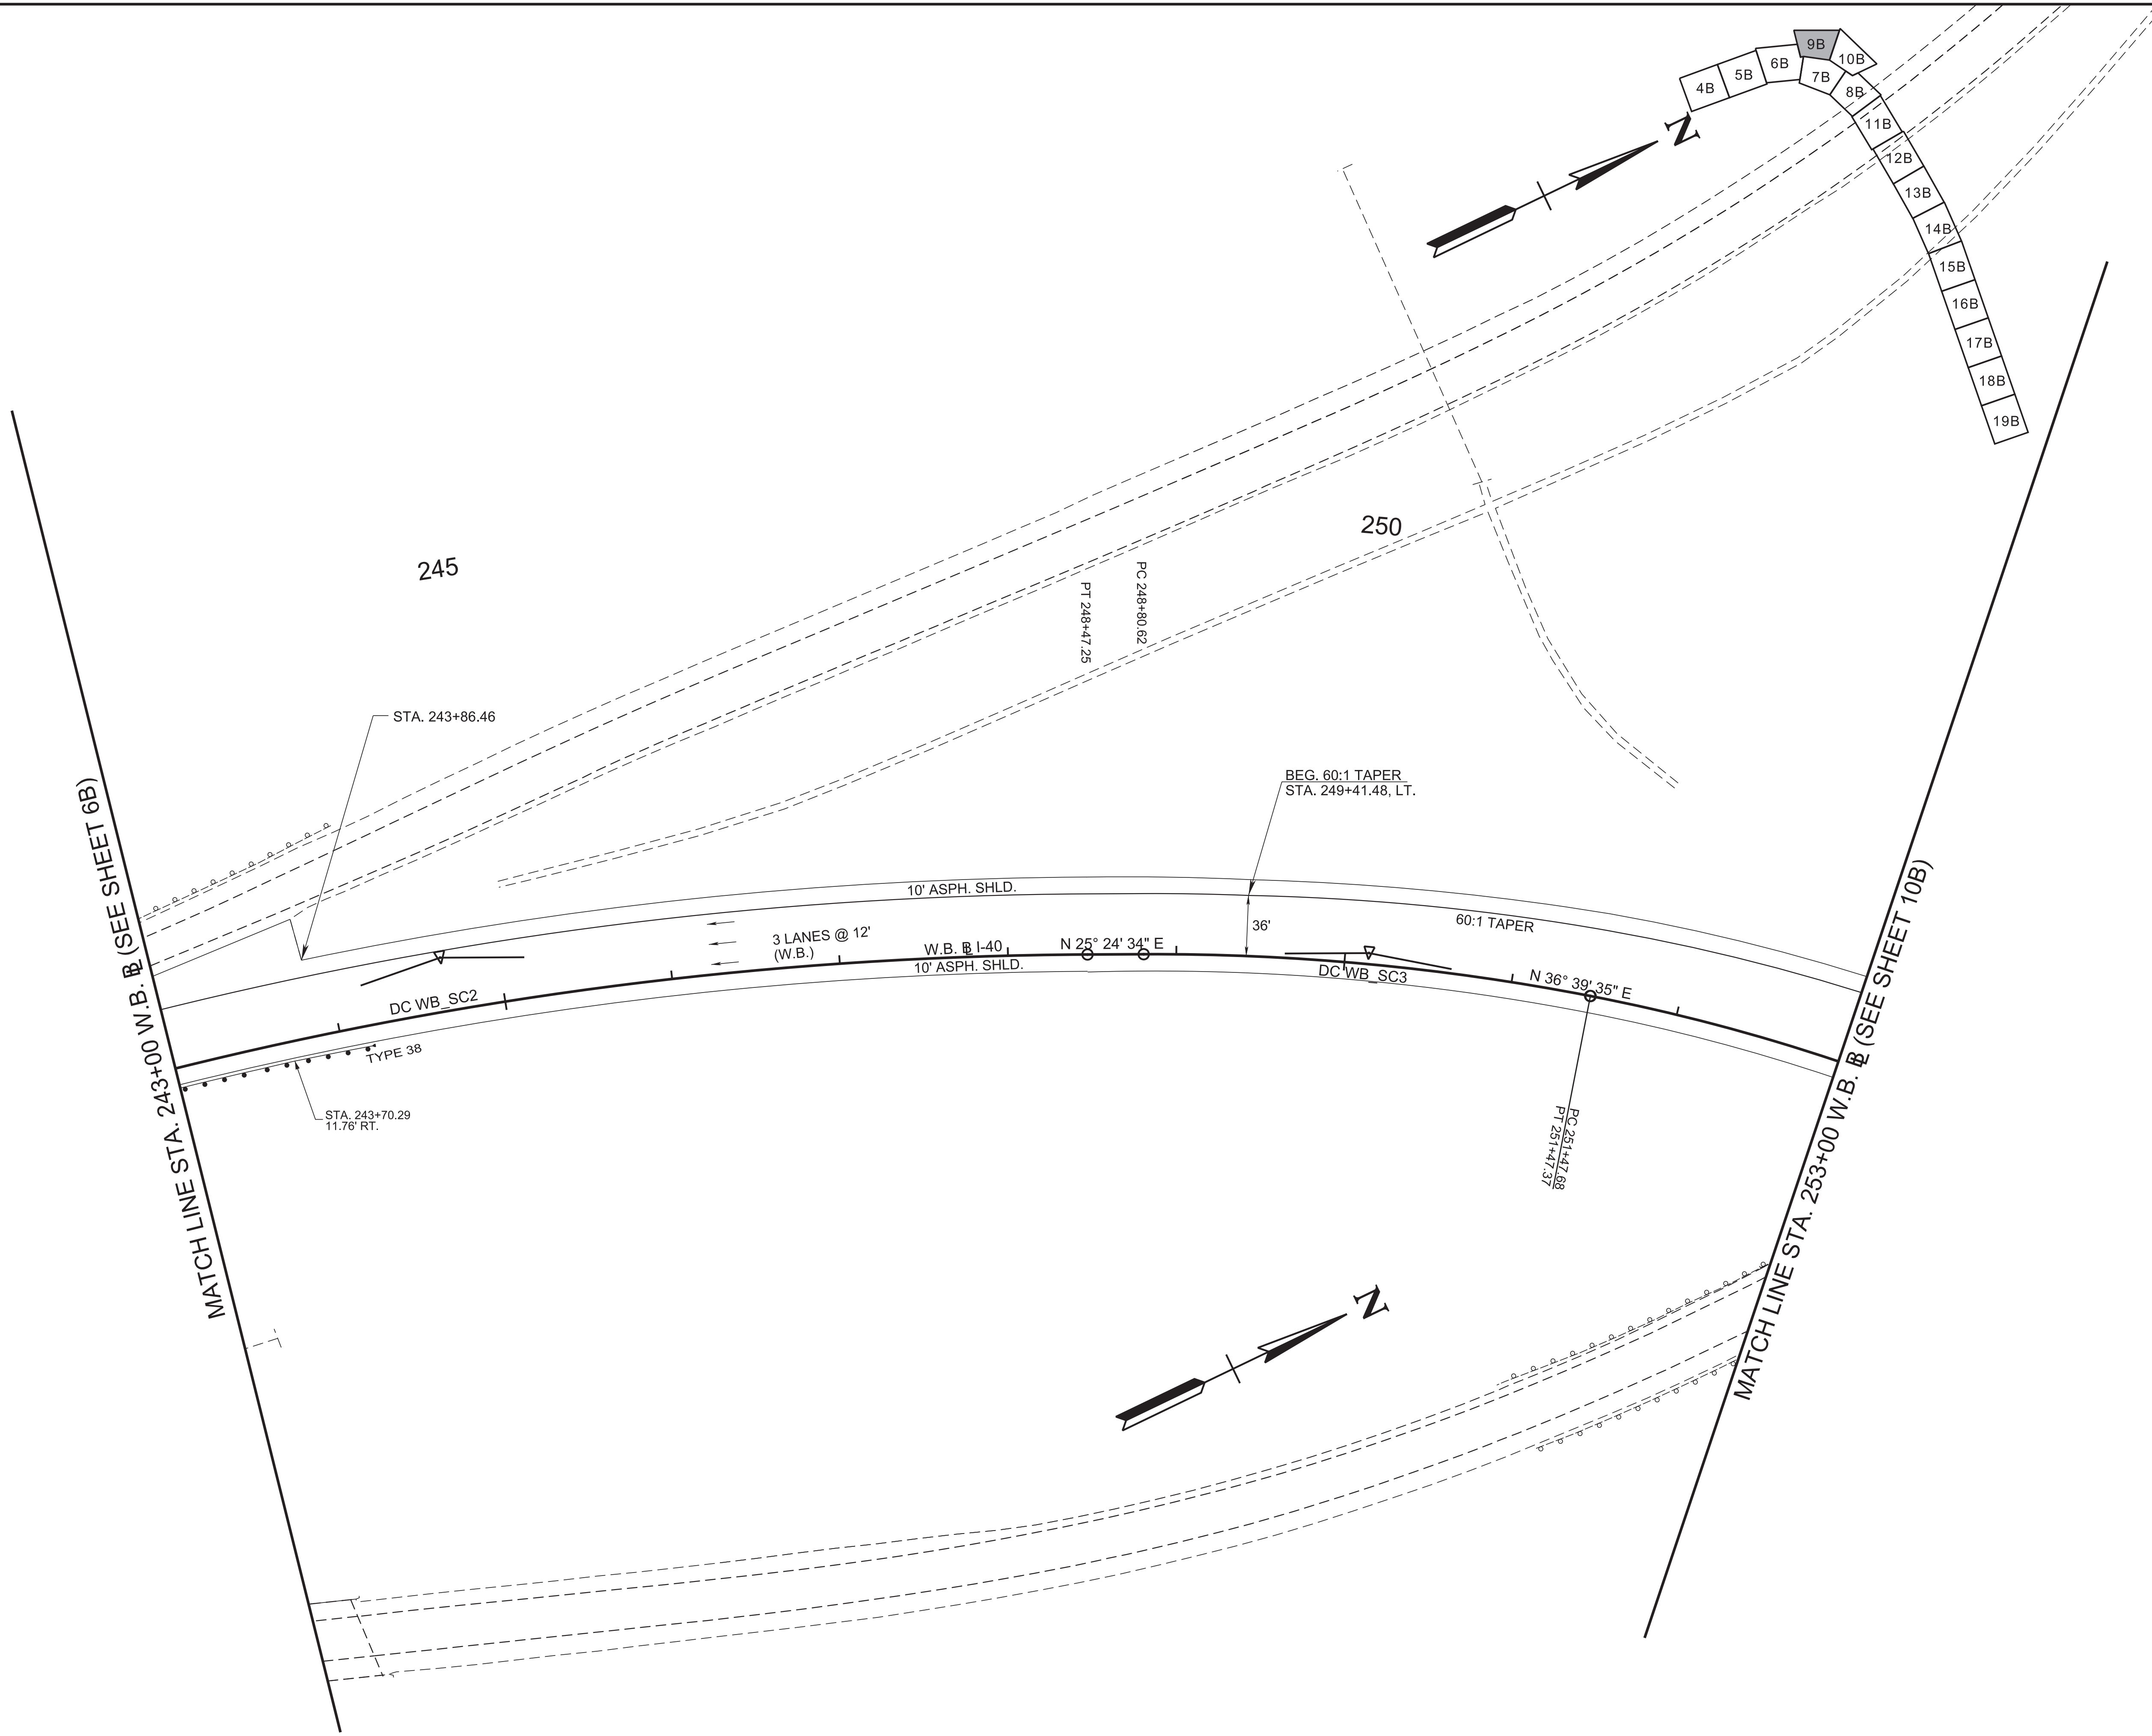 9B
10B
6B
7B
5B
8B
4B
11B
N
12B
13B
14B
15B
16B
17B
18B
19B
250
245
PT 248+47.25
PC 248+80.62
STA. 243+86.46
BEG. 60:1 TAPER
STA. 249+41.48, LT.
MATCH LINE STA. 243+00 W.B. ⅊ (SEE SHEET 6B)
10' ASPH. SHLD.
36'
60:1 TAPER
3 LANES @ 12'
(W.B.)
W.B. ⅊ I-40
N 25° 24' 34" E
10' ASPH. SHLD.
DC WB_SC3
N 36° 39' 35" E
DC WB_SC2
TYPE 38
STA. 243+70.29
11.76' RT.
PC 251+47.68
PT 251+47.37
MATCH LINE STA. 253+00 W.B. ⅊ (SEE SHEET 10B)
N